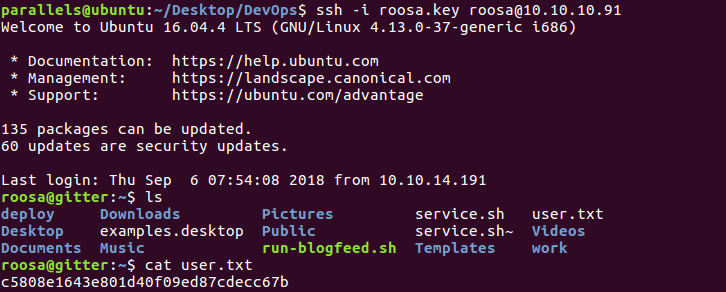 parallels@ubuntu:~/Desktop/DevOps$ ssh -i roosa.key roosa@10.10.10.91
Welcome to Ubuntu 16.04.4 LTS (GNU/Linux 4.13.0-37-generic i686)
* Documentation:  https://help.ubuntu.com
* Management:     https://landscape.canonical.com
* Support:        https://ubuntu.com/advantage
135 packages can be updated.
60 updates are security updates.
Last login: Thu Sep  6 07:54:08 2018 from 10.10.14.191
roosa@gitter:~$ ls
deploy     Downloads         Pictures         service.sh   user.txt
Desktop    examples.desktop  Public           service.sh~  Videos
Documents  Music             run-blogfeed.sh  Templates    work
roosa@gitter:~$ cat user.txt
c5808e1643e801d40f09ed87cdecc67b